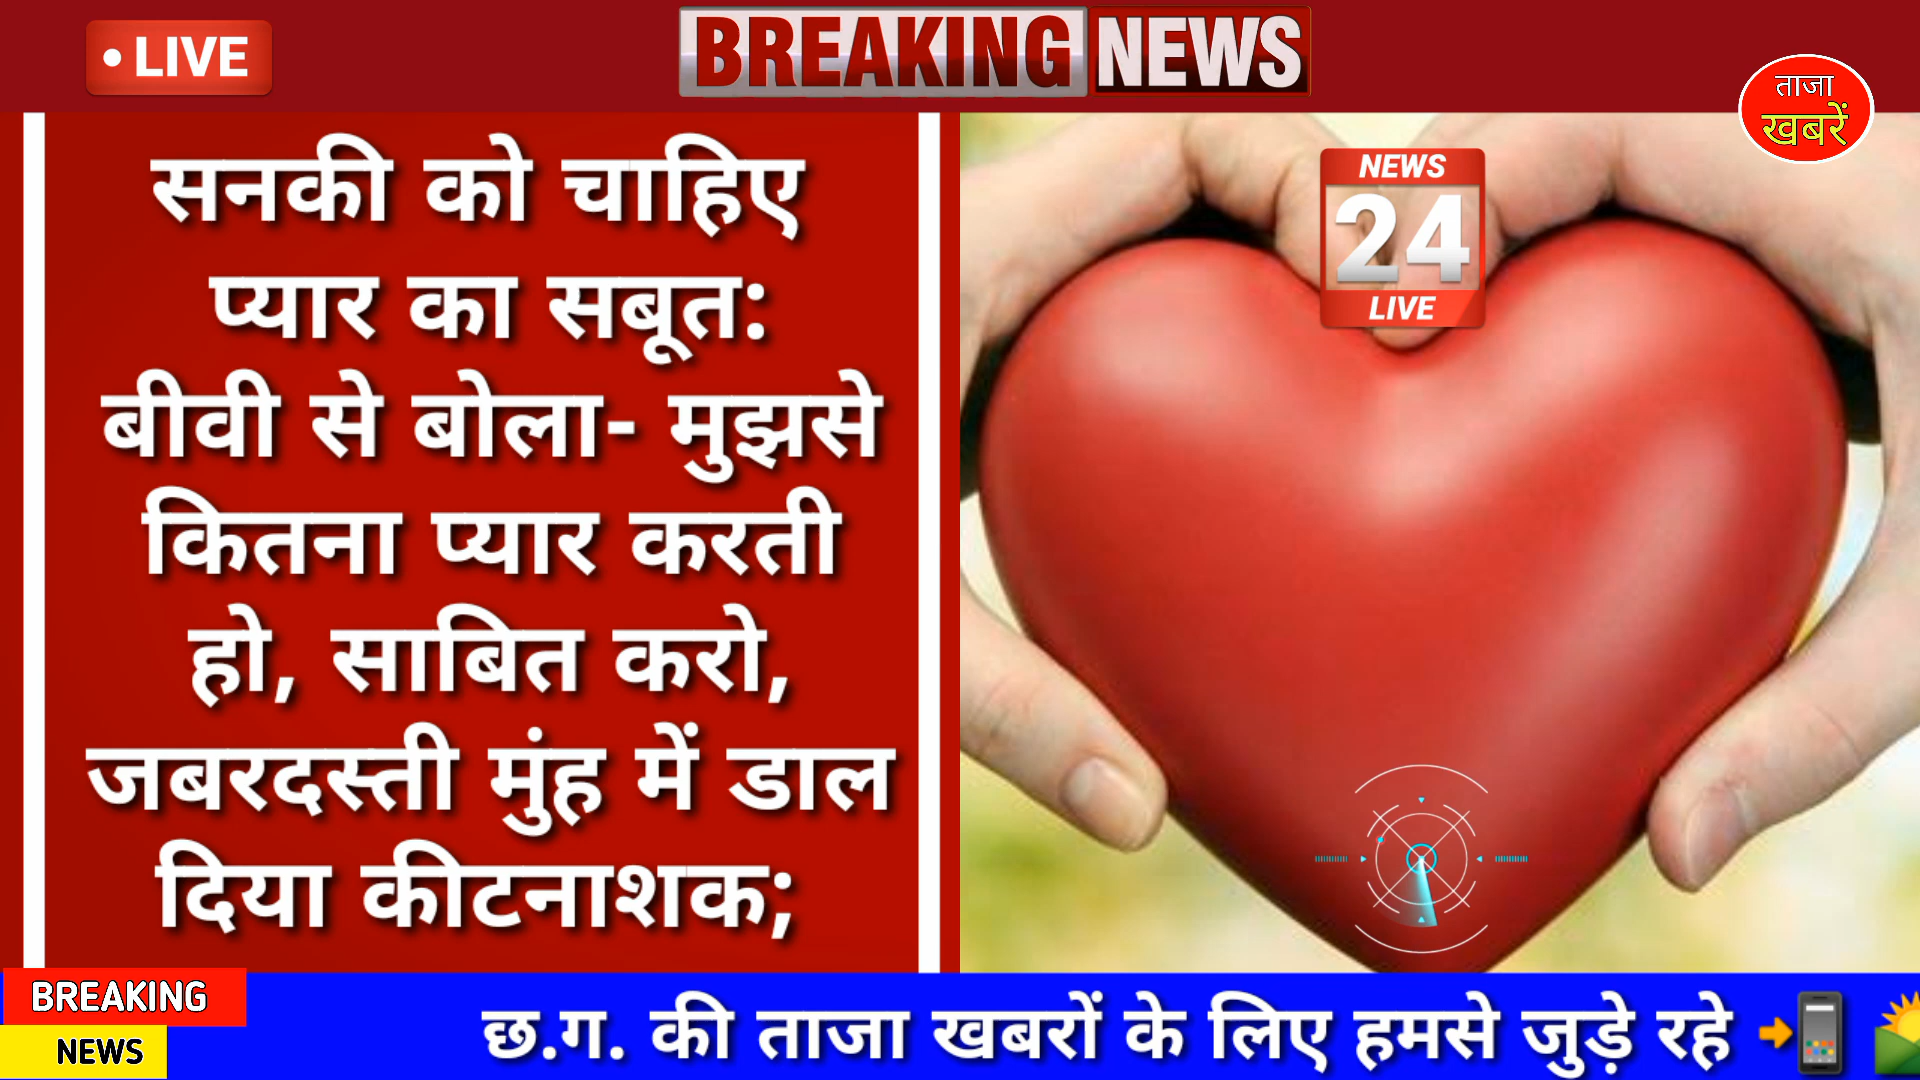 • LIVE
BREAKING NEWS
ताजा
खबरें
सनकी को चाहिए
प्यार का सबूत:
बीवी से बोला- मुझसे
कितना प्यार करती
हो, साबित करो,
जबरदस्ती मुंह में डाल
दिया कीटनाशक;
NEWS
24
LIVE
BREAKING
NEWS
छ.ग. की ताजा खबरों के लिए हमसे जुड़े रहे